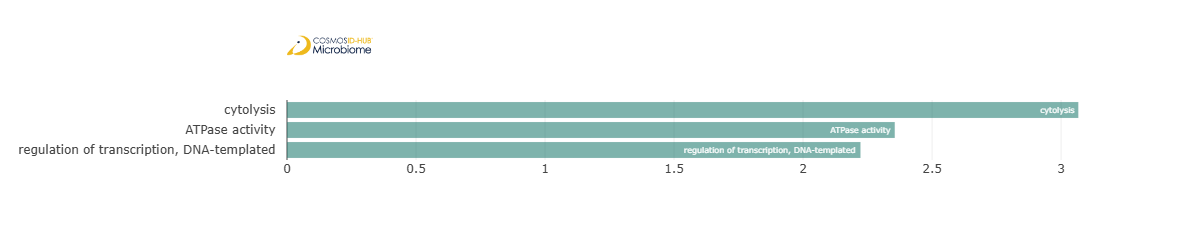 COSMOSID-HUB
Microbiome
cytolysis
cytolysis
ATPase activity
ATPase activity
regulation of transcription, DNA-templated
regulation of transcription, DNA-templated
0 0.5 1 1.5 2 2.5 3